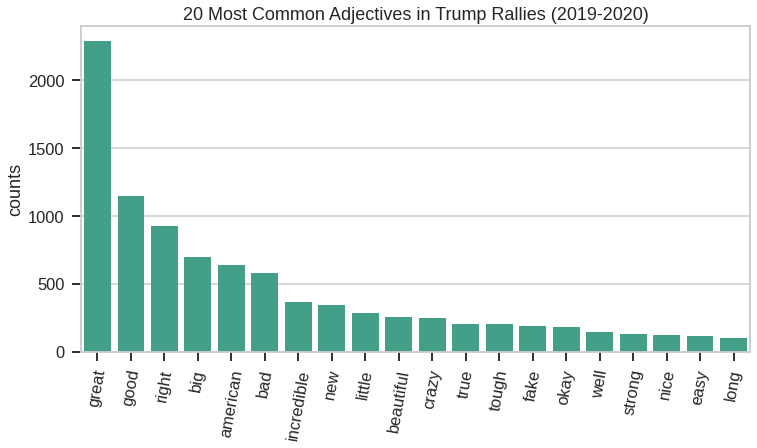 20 Most Common Adjectives in Trump Rallies (2019-2020)
counts
2000
1500
1000
500
0
great
good
right
big
american
bad
incredible
new
little
beautiful
crazy
true
tough
fake
okay
well
strong
nice
easy
long